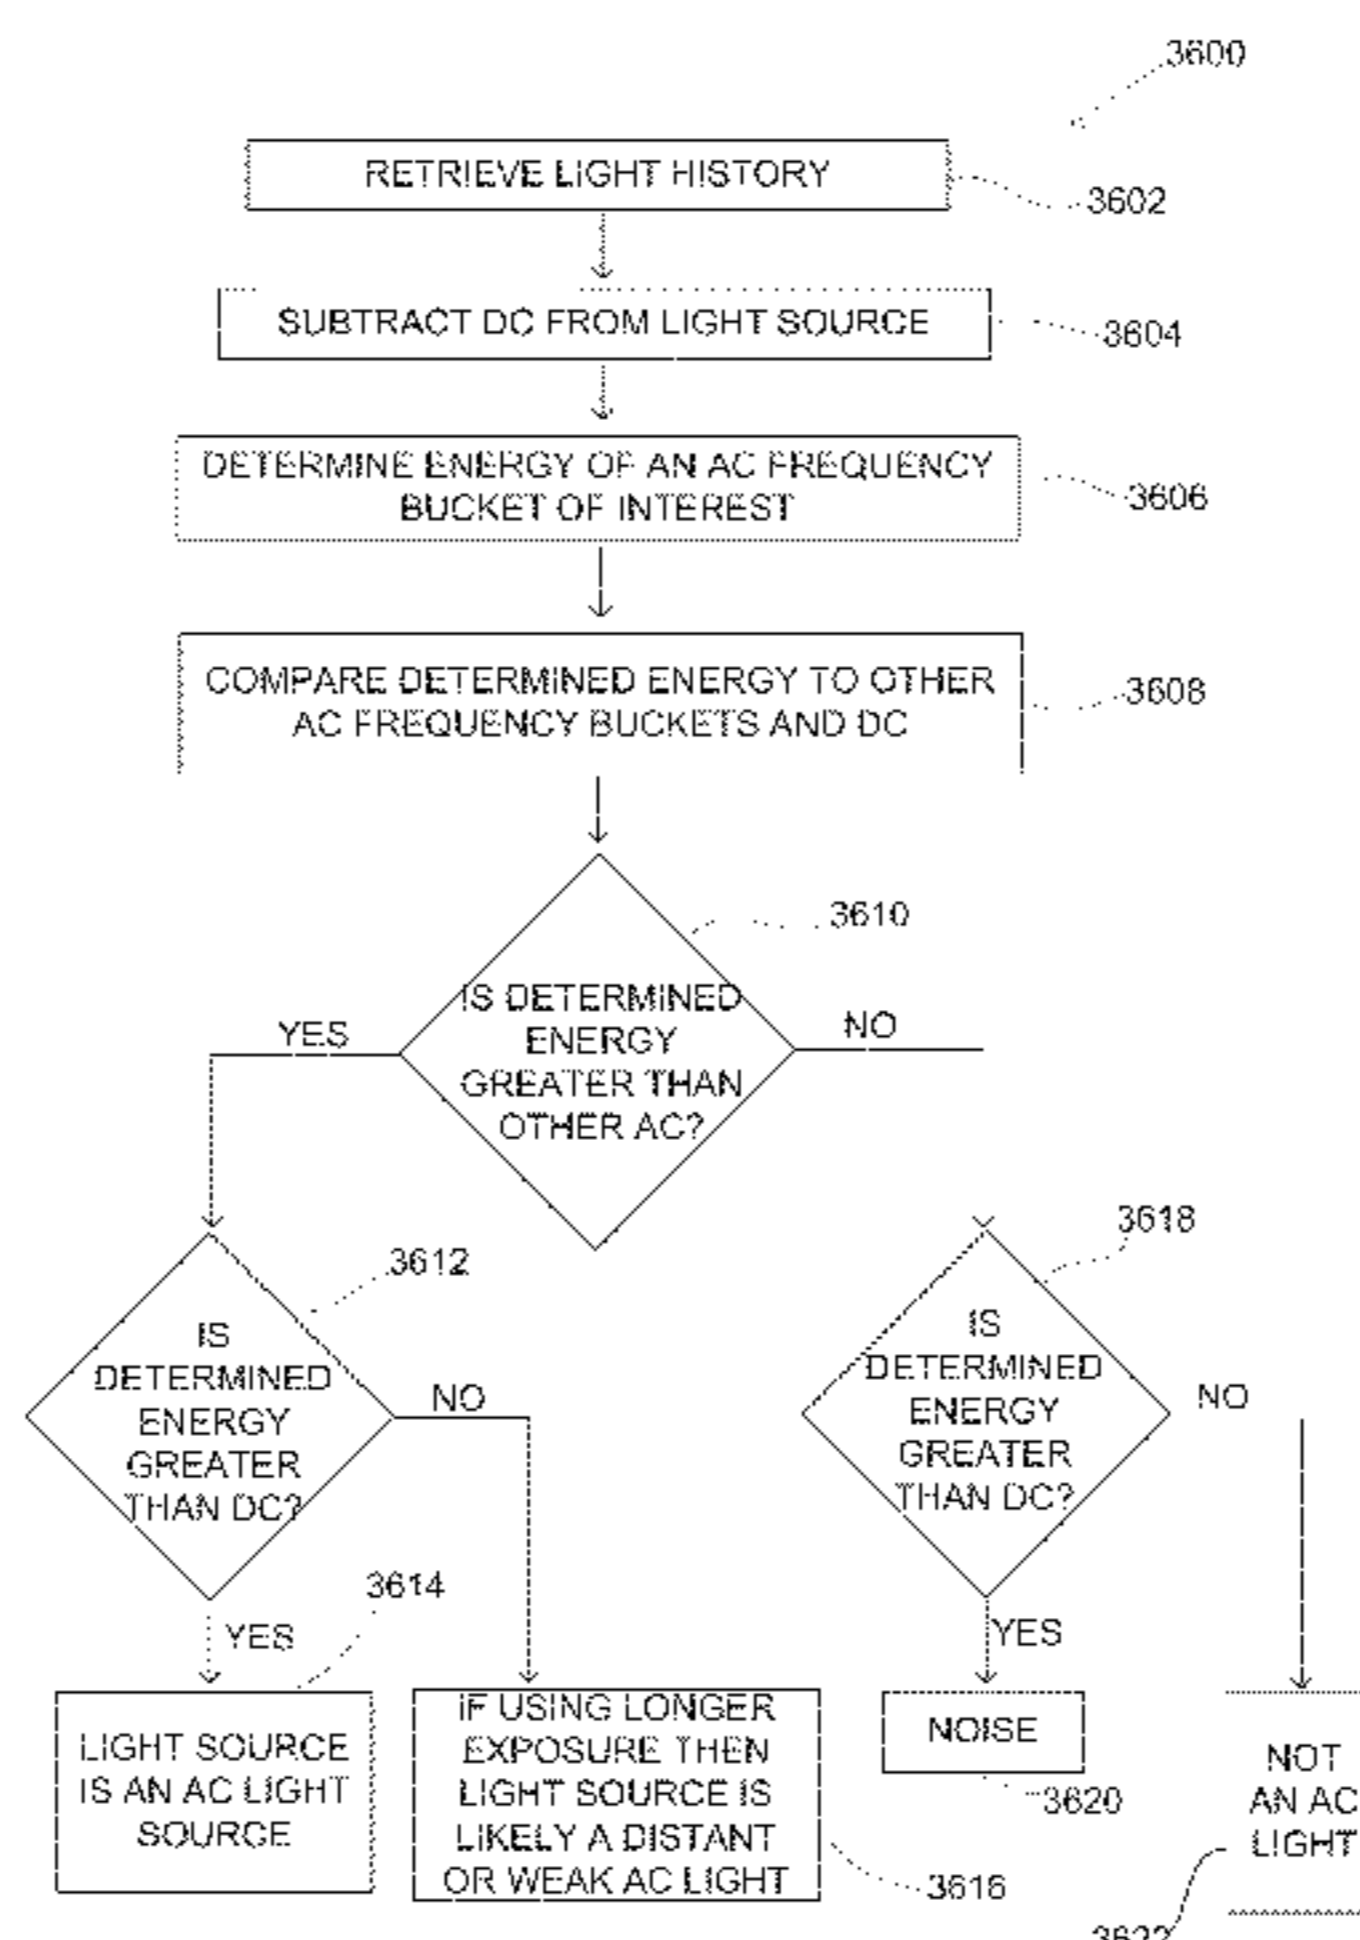 3600
RETRIEVE LIGHT HISTORY
3602
SUBTRACT DC FROM LIGHT SOURCE
3604
DETERMINE ENERGY OF AN AC FREQUENCY
BUCKET OF INTEREST
3606
COMPARE DETERMINED ENERGY TO OTHER
AC FREQUENCY BUCKETS AND DC
3608
3610
IS DETERMINED
ENERGY
GREATER THAN
OTHER AC?
YES
NO
3612
IS
DETERMINED
ENERGY
GREATER
THAN DC?
NO
YES
3618
IS
DETERMINED
ENERGY
GREATER
THAN DC?
NO
YES
3614
LIGHT SOURCE
IS AN AC LIGHT
SOURCE
IF USING LONGER
EXPOSURE THEN
LIGHT SOURCE IS
LIKELY A DISTANT
OR WEAK AC LIGHT
3616
NOISE
3620
NOT
AN AC
LIGHT
3622